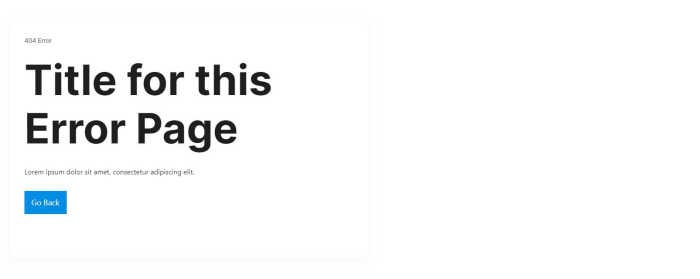 404 Error
Title for this
Error Page
Lorem ipsum dolor sit amet, consectetur adipiscing elit.
Go Back